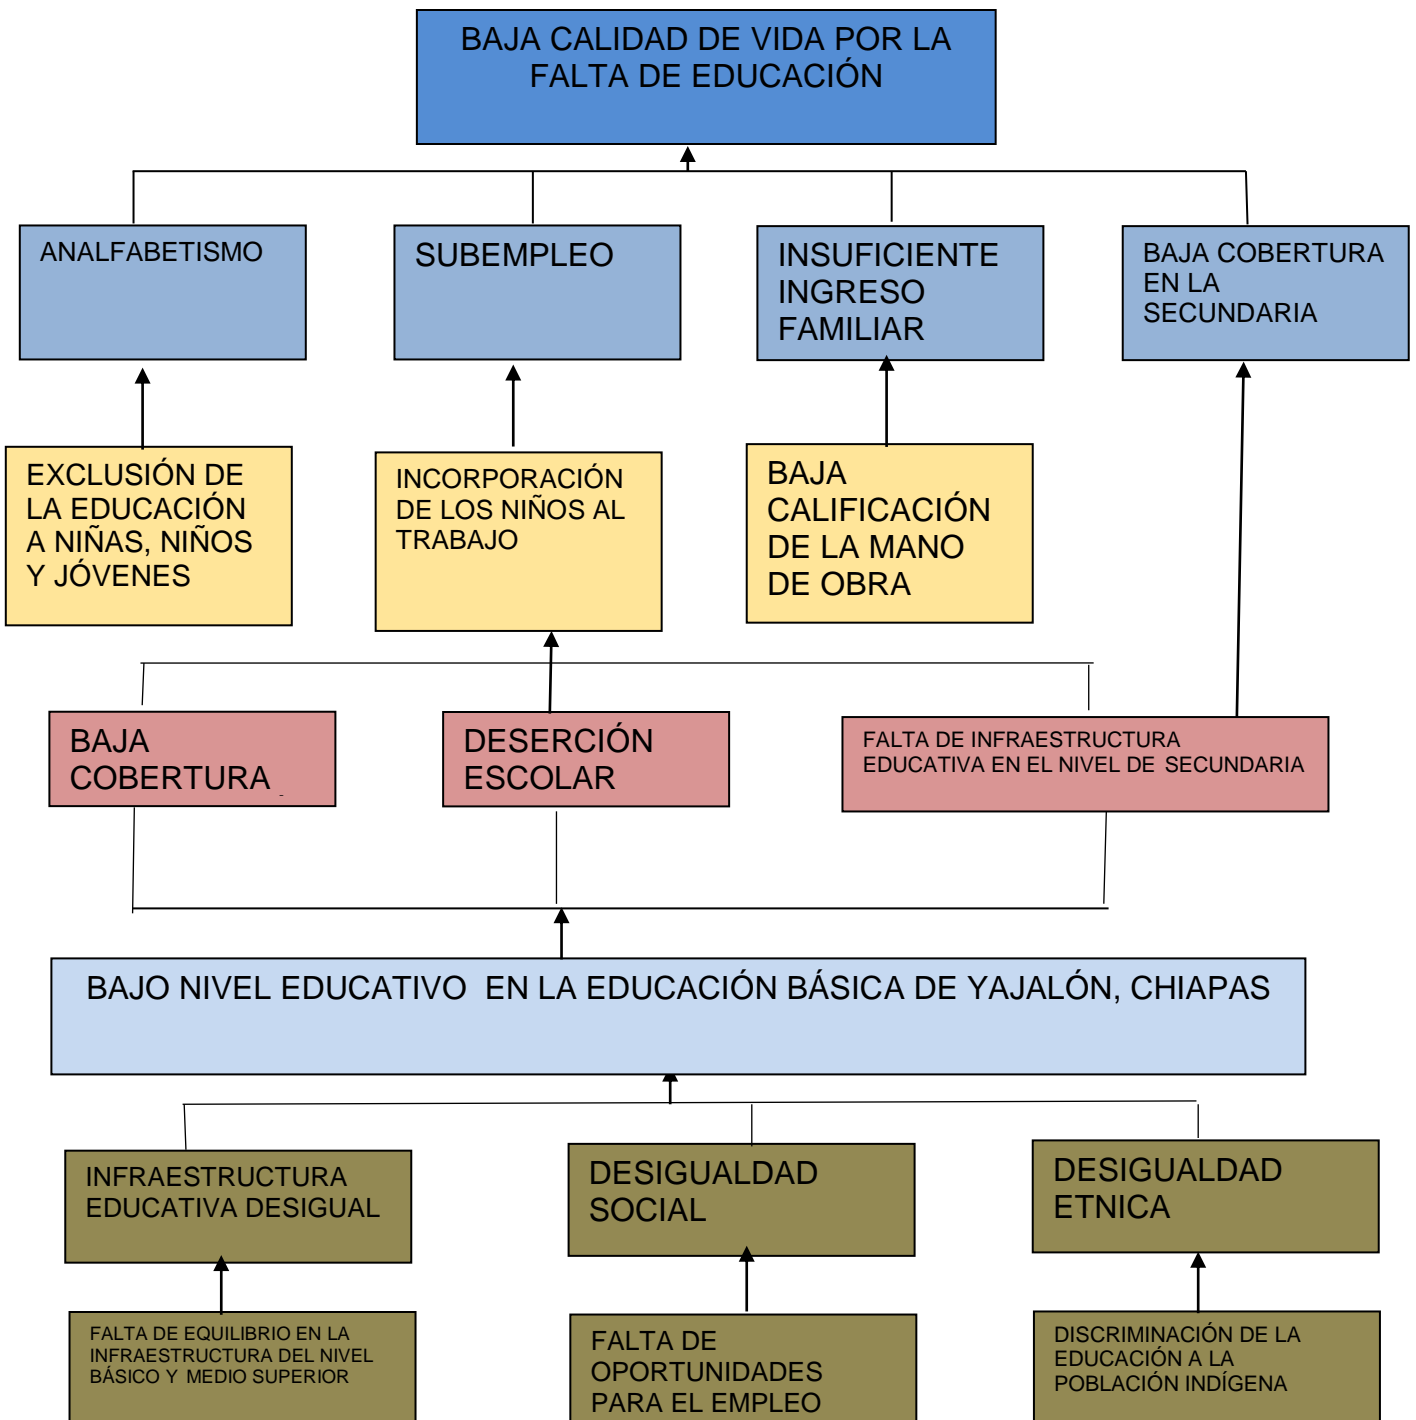 BAJA CALIDAD DE VIDA POR LA
FALTA DE EDUCACIÓN
ANALFABETISMO
SUBEMPLEO
INSUFICIENTE
INGRESO
FAMILIAR
BAJA COBERTURA
EN LA
SECUNDARIA
EXCLUSIÓN DE
LA EDUCACIÓN
A NIÑAS, NIÑOS
Y JÓVENES
INCORPORACIÓN
DE LOS NIÑOS AL
TRABAJO
BAJA
CALIFICACIÓN
DE LA MANO
DE OBRA
BAJA
COBERTURA
DESERCIÓN
ESCOLAR
FALTA DE INFRAESTRUCTURA
EDUCATIVA EN EL NIVEL DE SECUNDARIA
BAJO NIVEL EDUCATIVO EN LA EDUCACIÓN BÁSICA DE YAJALÓN, CHIAPAS
INFRAESTRUCTURA
EDUCATIVA DESIGUAL
DESIGUALDAD
SOCIAL
DESIGUALDAD
ETNICA
FALTA DE EQUILIBRIO EN LA
INFRAESTRUCTURA DEL NIVEL
BÁSICO Y MEDIO SUPERIOR
FALTA DE
OPORTUNIDADES
PARA EL EMPLEO
DISCRIMINACIÓN DE LA
EDUCACIÓN A LA
POBLACIÓN INDÍGENA